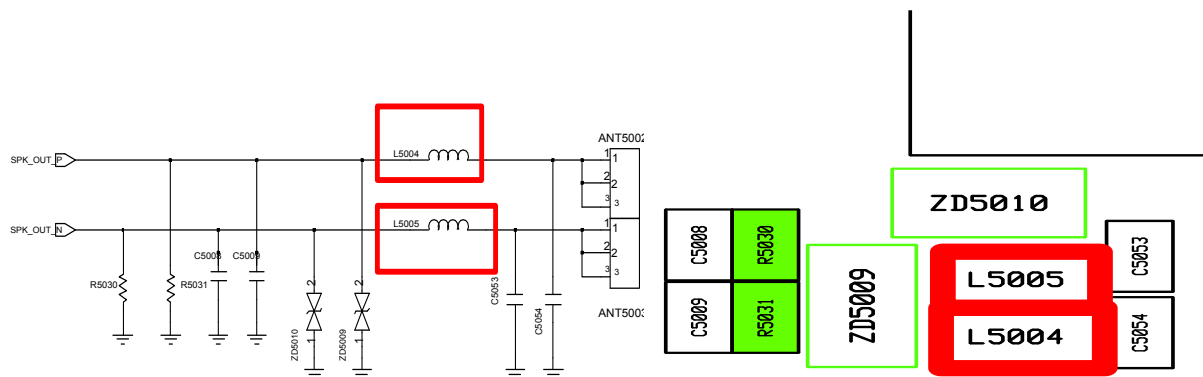 ANT5002
L5004
SPK_OUT_P
1
1
2
2
3
3
L5005
SPK_OUT_N
1
1
2
2
3
3
C5008
C5009
R5030
R5031
2
2
1
1
ZD5010
ZD5009
C5053
C5054
ANT5003
ZD5010
C5008
R5030
C5009
R5031
ZD5009
L5005
L5004
C5053
C5054